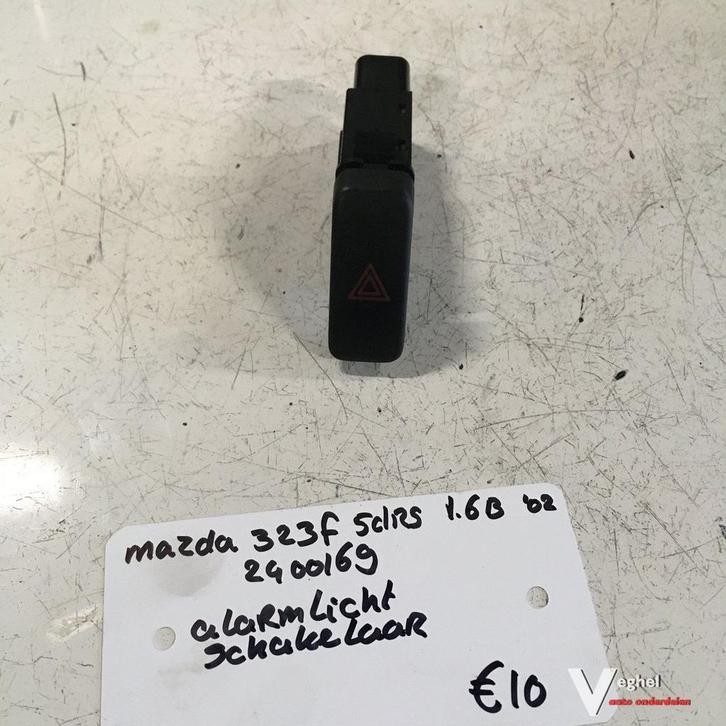 mazda 323f 5drs 1.6B '02
2400169
alarmlicht
schakelaar
€10
Veghel
auto onderdelen